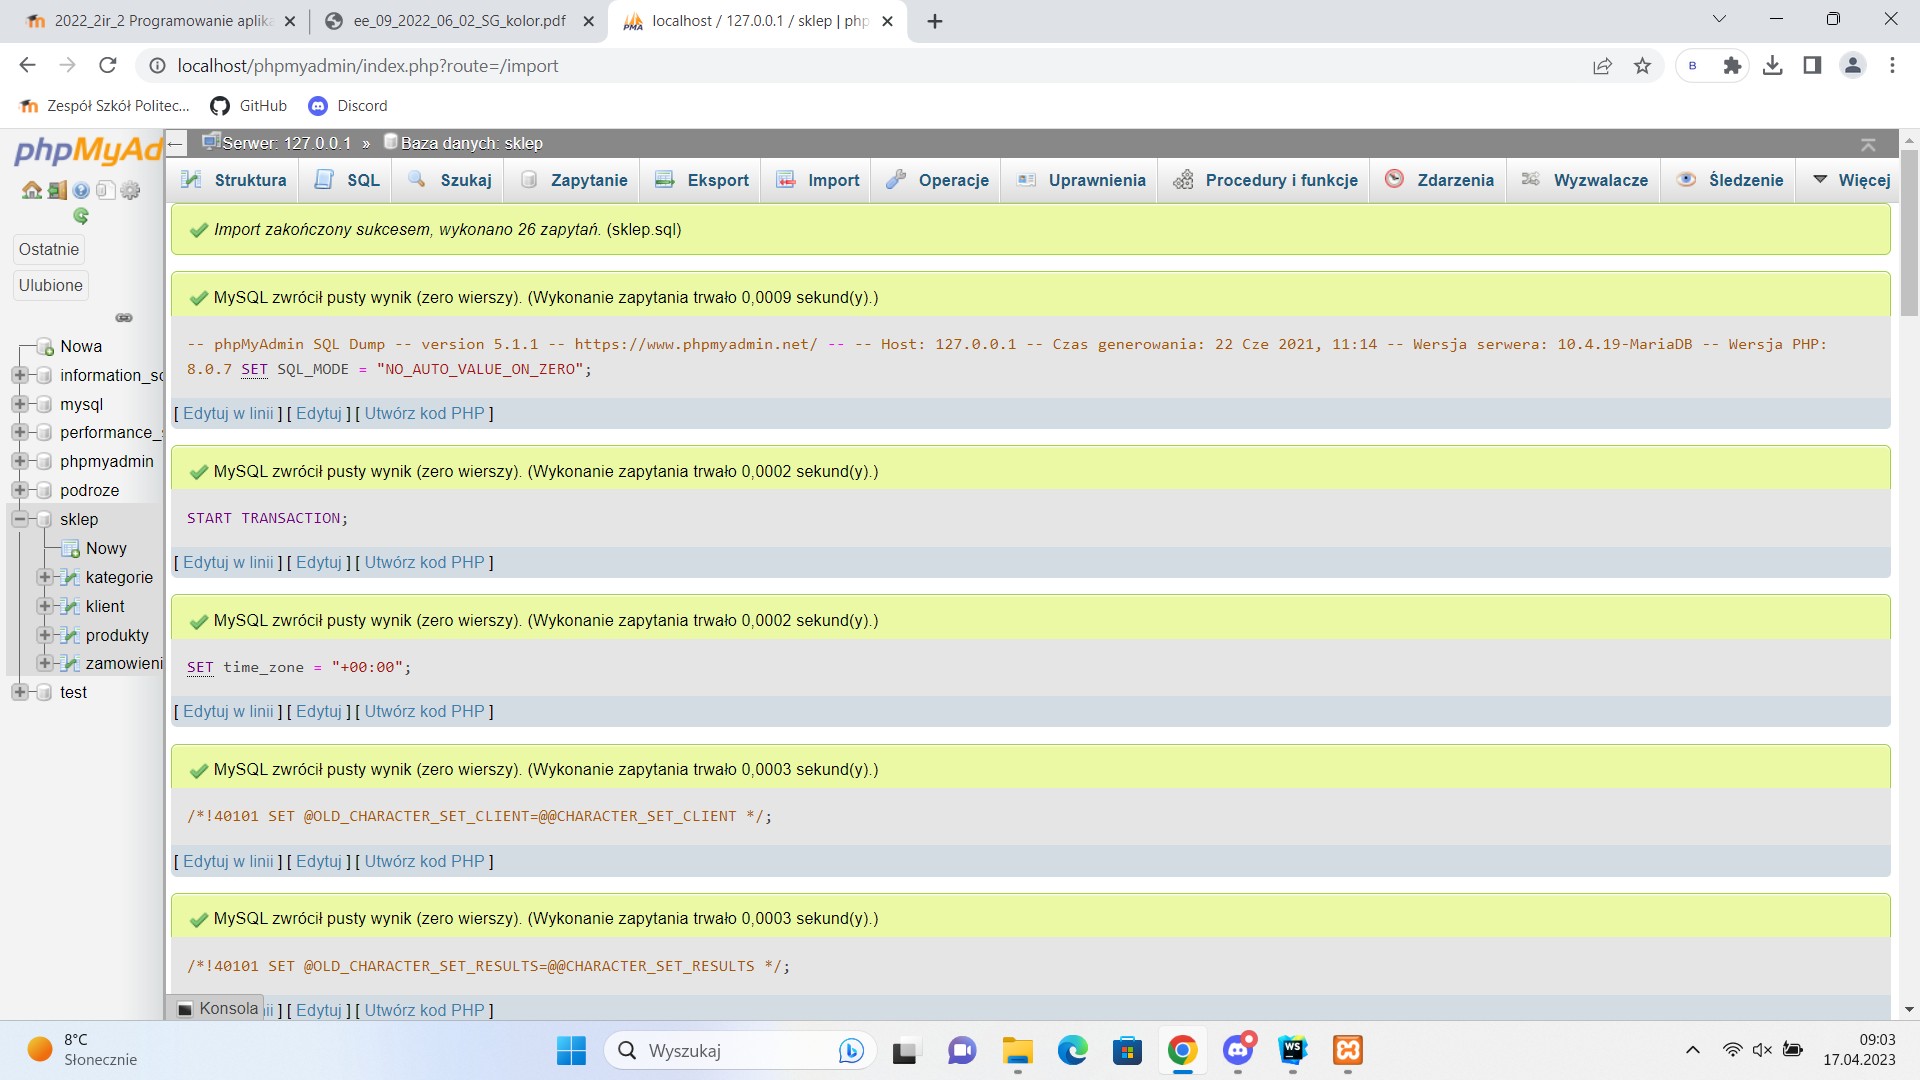 2022_2ir_2 Programowanie aplika
ee_09_2022_06_02_SG_kolor.pdf
localhost / 127.0.0.1 / sklep | php
localhost/phpmyadmin/index.php?route=/import
B
Zespół Szkół Politec...
GitHub
Discord
phpMyAd
Serwer: 127.0.0.1 » Baza danych: sklep
Struktura
SQL
Szukaj
Zapytanie
Eksport
Import
Operacje
Uprawnienia
Procedury i funkcje
Zdarzenia
Wyzwalacze
Śledzenie
Więcej
Ostatnie
Ulubione
Nowa
information_sc
mysql
performance_s
phpmyadmin
podroze
sklep
Nowy
kategorie
klient
produkty
zamowieni
test
Import zakończony sukcesem, wykonano 26 zapytań. (sklep.sql)
MySQL zwrócił pusty wynik (zero wierszy). (Wykonanie zapytania trwało 0,0009 sekund(y).)
-- phpMyAdmin SQL Dump -- version 5.1.1 -- https://www.phpmyadmin.net/ -- -- Host: 127.0.0.1 -- Czas generowania: 22 Cze 2021, 11:14 -- Wersja serwera: 10.4.19-MariaDB -- Wersja PHP:
8.0.7 SET SQL_MODE = "NO_AUTO_VALUE_ON_ZERO";
[ Edytuj w linii ] [ Edytuj ] [ Utwórz kod PHP ]
MySQL zwrócił pusty wynik (zero wierszy). (Wykonanie zapytania trwało 0,0002 sekund(y).)
START TRANSACTION;
[ Edytuj w linii ] [ Edytuj ] [ Utwórz kod PHP ]
MySQL zwrócił pusty wynik (zero wierszy). (Wykonanie zapytania trwało 0,0002 sekund(y).)
SET time_zone = "+00:00";
[ Edytuj w linii ] [ Edytuj ] [ Utwórz kod PHP ]
MySQL zwrócił pusty wynik (zero wierszy). (Wykonanie zapytania trwało 0,0003 sekund(y).)
/*!40101 SET @OLD_CHARACTER_SET_CLIENT=@@CHARACTER_SET_CLIENT */;
[ Edytuj w linii ] [ Edytuj ] [ Utwórz kod PHP ]
MySQL zwrócił pusty wynik (zero wierszy). (Wykonanie zapytania trwało 0,0003 sekund(y).)
/*!40101 SET @OLD_CHARACTER_SET_RESULTS=@@CHARACTER_SET_RESULTS */;
Konsola
nii ] [ Edytuj ] [ Utwórz kod PHP ]
8°C
Słonecznie
Wyszukaj
WS
09:03
17.04.2023